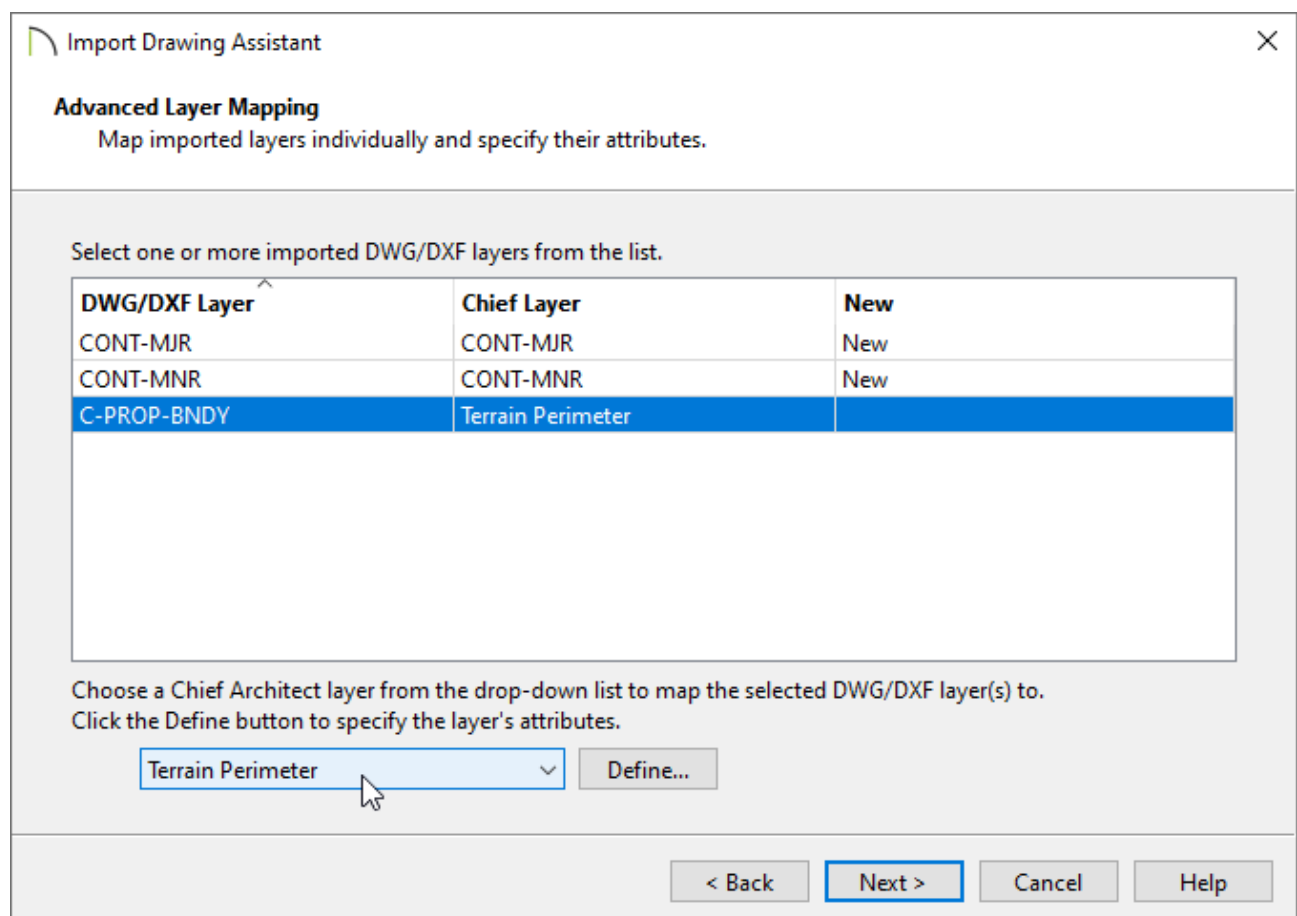 Import Drawing Assistant
Advanced Layer Mapping
Map imported layers individually and specify their attributes.
Select one or more imported DWG/DXF layers from the list.
DWG/DXF Layer Chief Layer New
CONT-MJR CONT-MJR New
CONT-MNR CONT-MNR New
C-PROP-BNDY Terrain Perimeter
Choose a Chief Architect layer from the drop-down list to map the selected DWG/DXF layer(s) to.
Click the Define button to specify the layer's attributes.
Terrain Perimeter Define...
< Back Next > Cancel Help